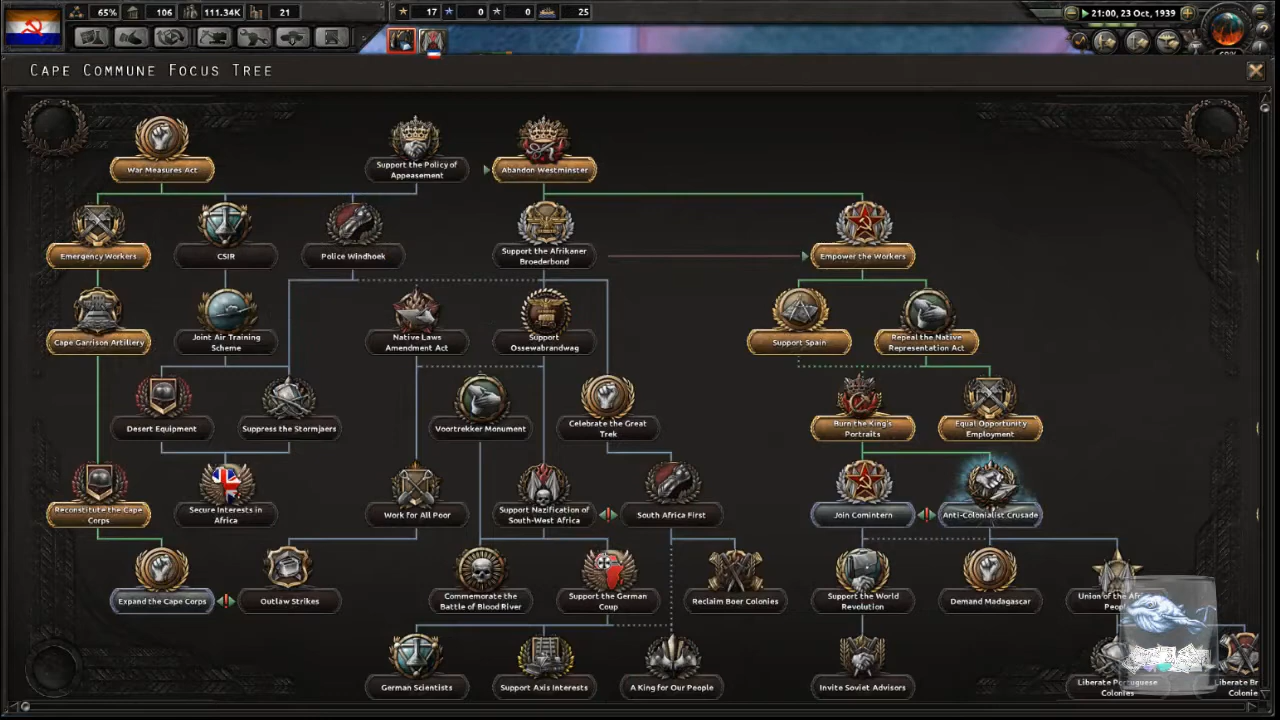 65%
106
111.34K
21
17
0
0
25
21:00, 23 Oct, 1939
CAPE COMMUNE FOCUS TREE
War Measures Act
Support the Policy of
Appeasement
Abandon Westminster
Emergency Workers
CSIR
Police Windhoek
Support the Afrikaner
Broederbond
Empower the Workers
Cape Garrison Artillery
Joint Air Training
Scheme
Native Laws
Amendment Act
Support
Ossewabrandwag
Support Spain
Repeal the Native
Representation Act
Desert Equipment
Suppress the Stormjaers
Voortrekker Monument
Celebrate the Great
Trek
Burn the King's
Portraits
Equal Opportunity
Employment
Reconstitute the Cape
Corps
Secure Interests in
Africa
Work for All Poor
Support Nazification of
South-West Africa
South Africa First
Join Comintern
Anti-Colonialist Crusade
Expand the Cape Corps
Outlaw Strikes
Commemorate the
Battle of Blood River
Support the German
Coup
Reclaim Boer Colonies
Support the World
Revolution
Demand Madagascar
Union of the
German Scientists
Support Axis Interests
A King for Our People
Invite Soviet Advisors
Liberate Portuguese
Colonies
Liberate